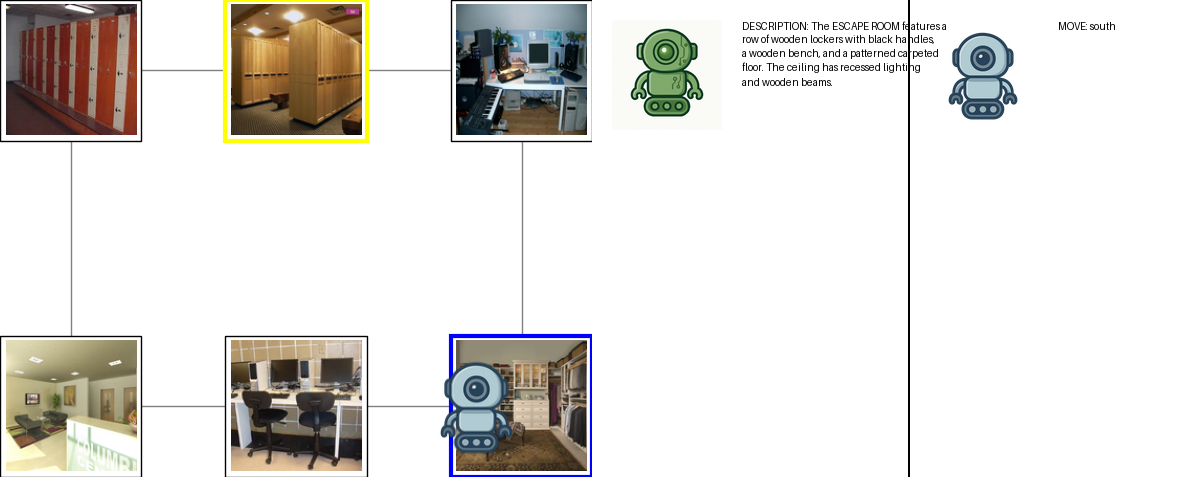 DESCRIPTION: The ESCAPE ROOM features a
row of wooden lockers with black handles,
a wooden bench, and a patterned carpeted
floor. The ceiling has recessed lighting
and wooden beams.
MOVE: south